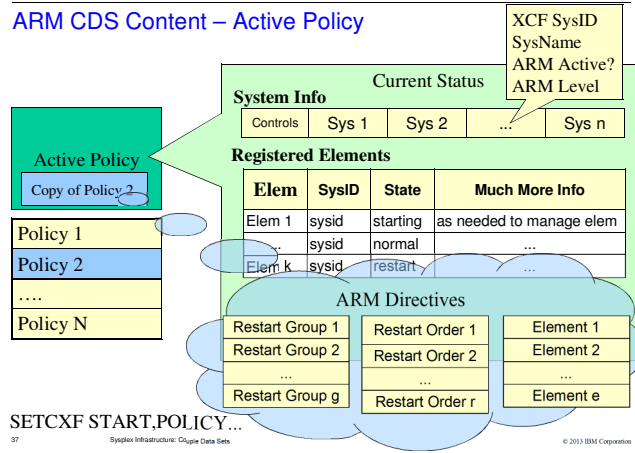 ARM CDS Content – Active Policy
XCF SysID
SysName
ARM Active?
ARM Level
Current Status
System Info
Controls Sys 1 Sys 2 ... Sys n
Active Policy
Copy of Policy 2
Registered Elements
Elem SysID State Much More Info
Elem 1 sysid starting as needed to manage elem
... sysid normal ...
Elem k sysid restart ...
Policy 1
Policy 2
....
Policy N
ARM Directives
Restart Group 1 Restart Order 1 Element 1
Restart Group 2 Restart Order 2 Element 2
... ... ...
Restart Group g Restart Order r Element e
SETCXF START,POLICY...
37 Sysplex Infrastructure: Couple Data Sets © 2013 IBM Corporation